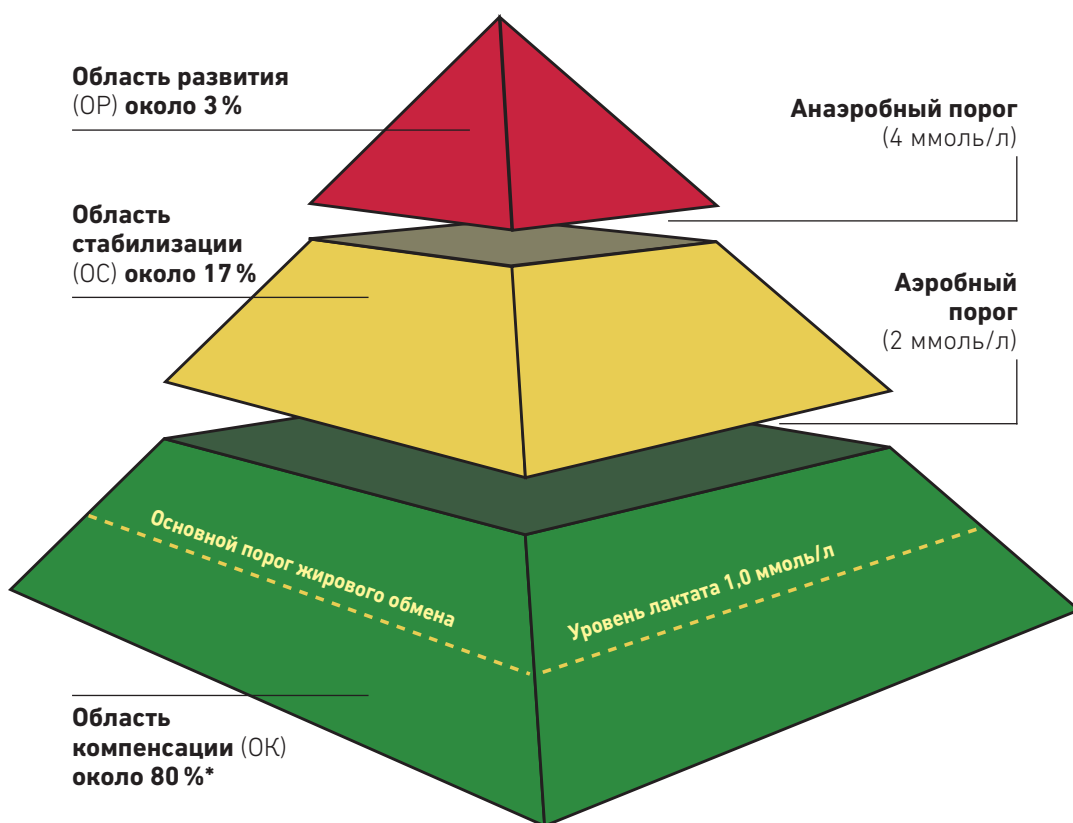 Область развития
(ОР) около 3 %
Анаэробный порог
(4 ммоль/л)
Область
стабилизации
(ОС) около 17 %
Аэробный
порог
(2 ммоль/л)
Основной порог жирового обмена
Уровень лактата 1,0 ммоль/л
Область
компенсации (ОК)
около 80 %*